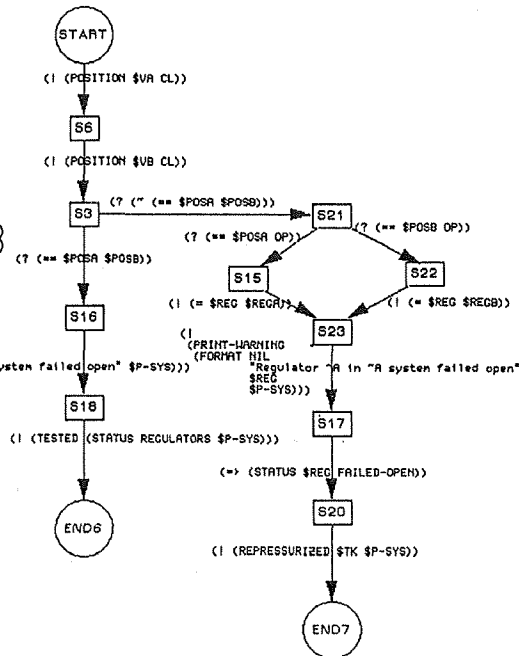 START
(! (POSITION $VA CL))
S6
(! (POSITION $VB CL))
S3
(? (~ (== $POSA $POSB)))
S21
(? (== $POSA $POSB))
(? (== $POSA OP))
(? (== $POSB OP))
S15
S22
S16
(! (= $REG $REGA))
(! (= $REG $REGB))
S23
(!
(PRINT-WARNING
(FORMAT NIL
"Regulator ~A in ~A system failed open"
$REG
$P-SYS)))
system failed open" $P-SYS)))
S18
S17
(! (TESTED (STATUS REGULATORS $P-SYS)))
(=> (STATUS $REG FAILED-OPEN))
S20
END6
(! (REPRESSURIZED $TK $P-SYS))
END7